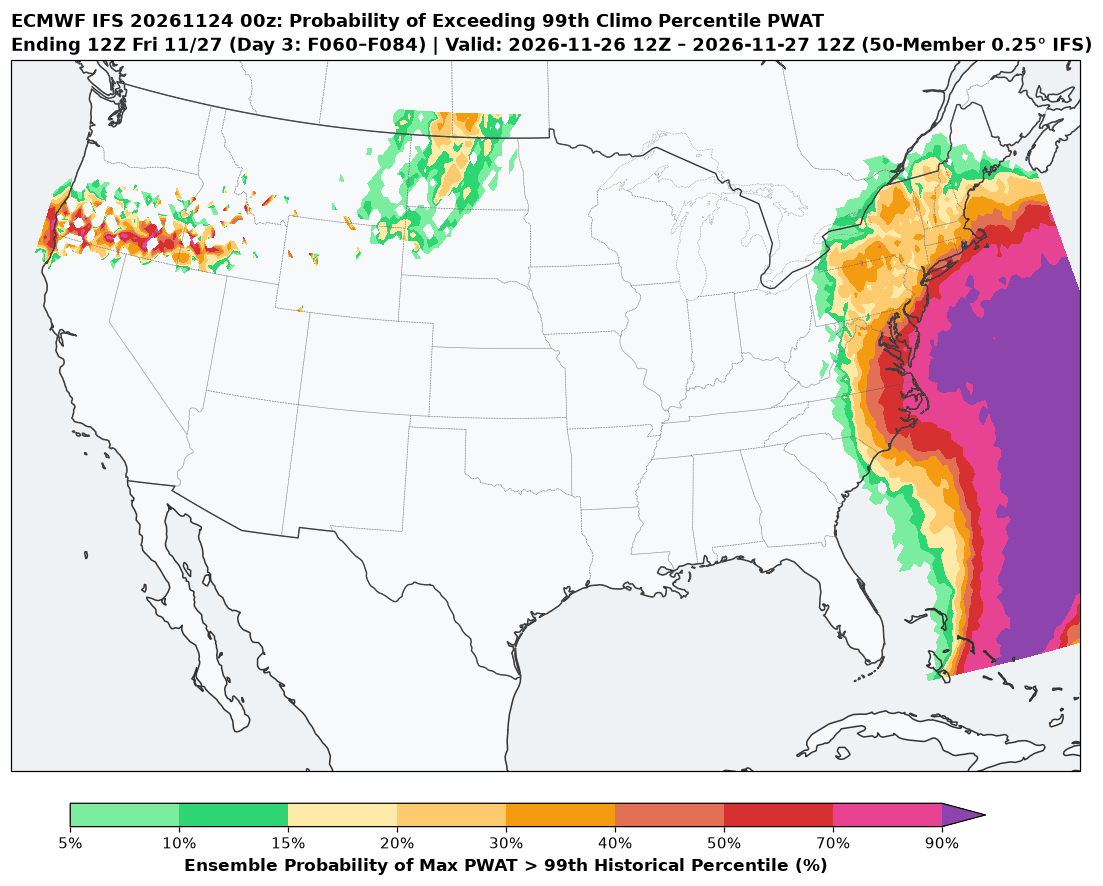 ECMWF IFS 20261124 00z: Probability of Exceeding 99th Climo Percentile PWAT
Ending 12Z Fri 11/27 (Day 3: F060–F084) | Valid: 2026-11-26 12Z – 2026-11-27 12Z (50-Member 0.25° IFS)
5% 10% 15% 20% 30% 40% 50% 70% 90%
Ensemble Probability of Max PWAT > 99th Historical Percentile (%)